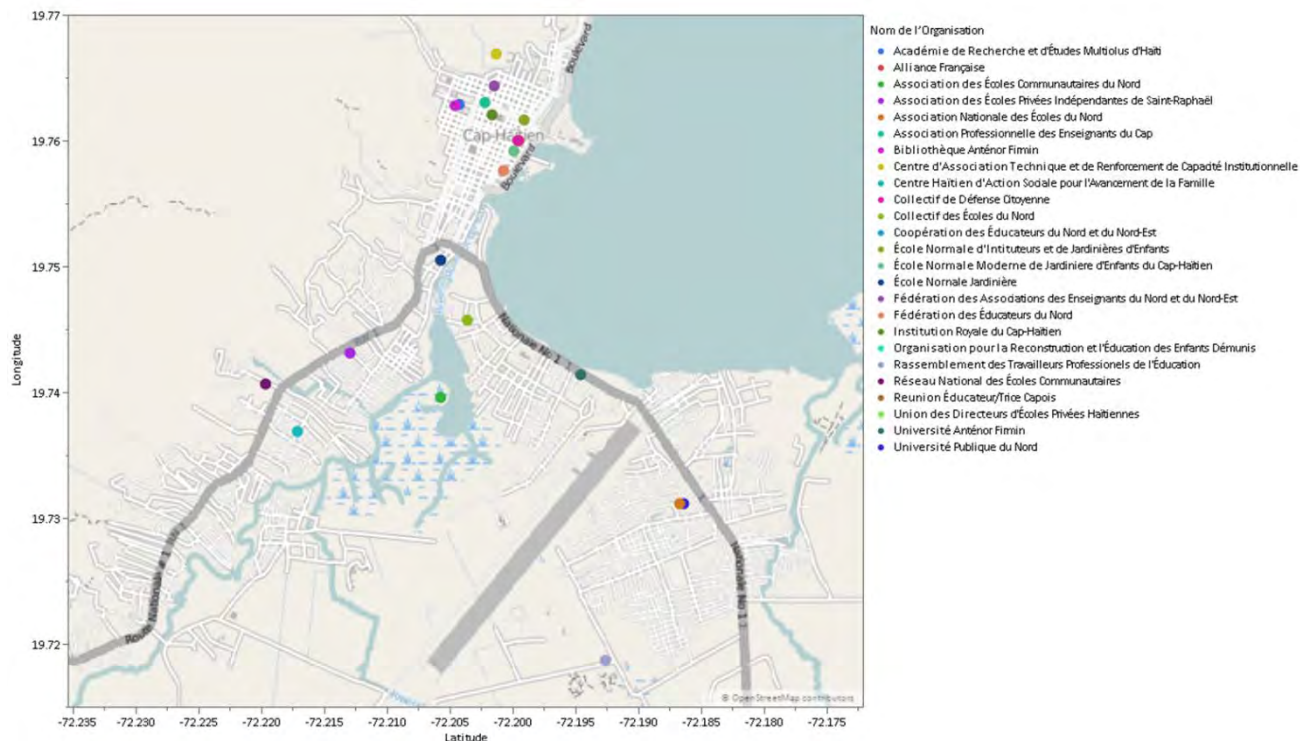 19.77
19.76
19.75
19.74
19.73
19.72
Longitude
-72.235
-72.230
-72.225
-72.220
-72.215
-72.210
-72.205
-72.200
-72.195
-72.190
-72.185
-72.180
-72.175
Latitude
Boulevard
Cap-Haïtien
Boulevard
Nationale No. 1
Route Nationale # 1
RN 1
RN 1
Nationale No 1
© OpenStreetMap contributors
Nom de l'Organisation
Académie de Recherche et d'Études Multiolus d'Haïti
Alliance Française
Association des Écoles Communautaires du Nord
Association des Écoles Privées Indépendantes de Saint-Raphaël
Association Nationale des Écoles du Nord
Association Professionelle des Enseignants du Cap
Bibliothèque Anténor Firmin
Centre d'Association Technique et de Renforcement de Capadité Institutionnelle
Centre Haïtien d'Action Sociale pour l'Avancement de la Famille
Collectif de Défense Citoyenne
Collectif des Écoles du Nord
Coopération des Éducateurs du Nord et du Nord-Est
École Normale d'Intituteurs et de Jardinières d'Enfants
École Normale Moderne de Jardiniere d'Enfants du Cap-Haïtien
École Nornale Jardinière
Fédération des Associations des Enseignants du Nord et du Nord-Est
Fédération des Éducateurs du Nord
Institution Royale du Cap-Haïtien
Organisation pour la Reconstruction et l'Éducation des Enfants Démunis
Rassemblement des Travailleurs Professionels de l'Éducation
Réseau National des Écoles Communautaires
Reunion Éducateur/Trice Capois
Union des Directeurs d'Écoles Privées Haïtiennes
Université Anténor Firmin
Université Publique du Nord